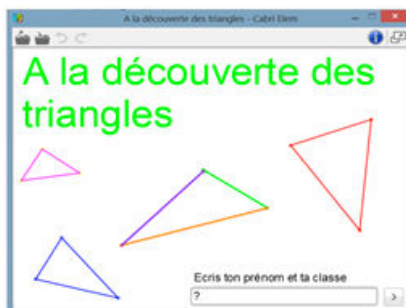 A la découverte des triangles - Cabri Elem
A la découverte des
triangles
Ecris ton prénom et ta classe
?